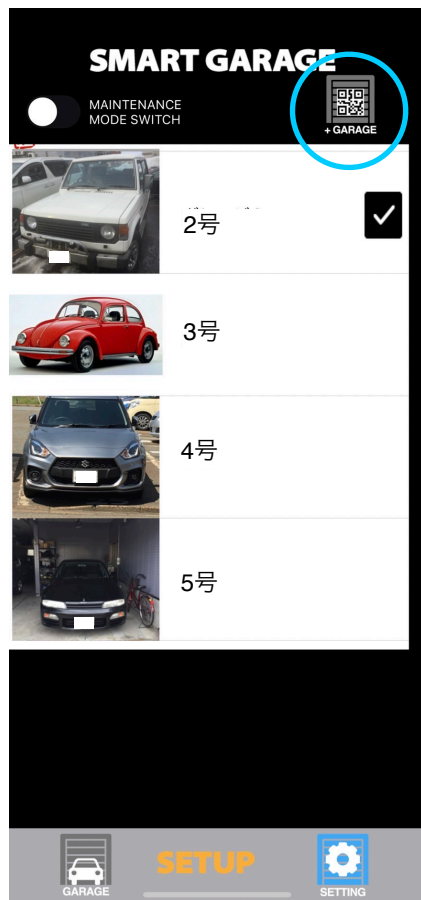 SMART GARAGE
MAINTENANCE
MODE SWITCH
+ GARAGE
2号
3号
4号
5号
GARAGE
SETUP
SETTING